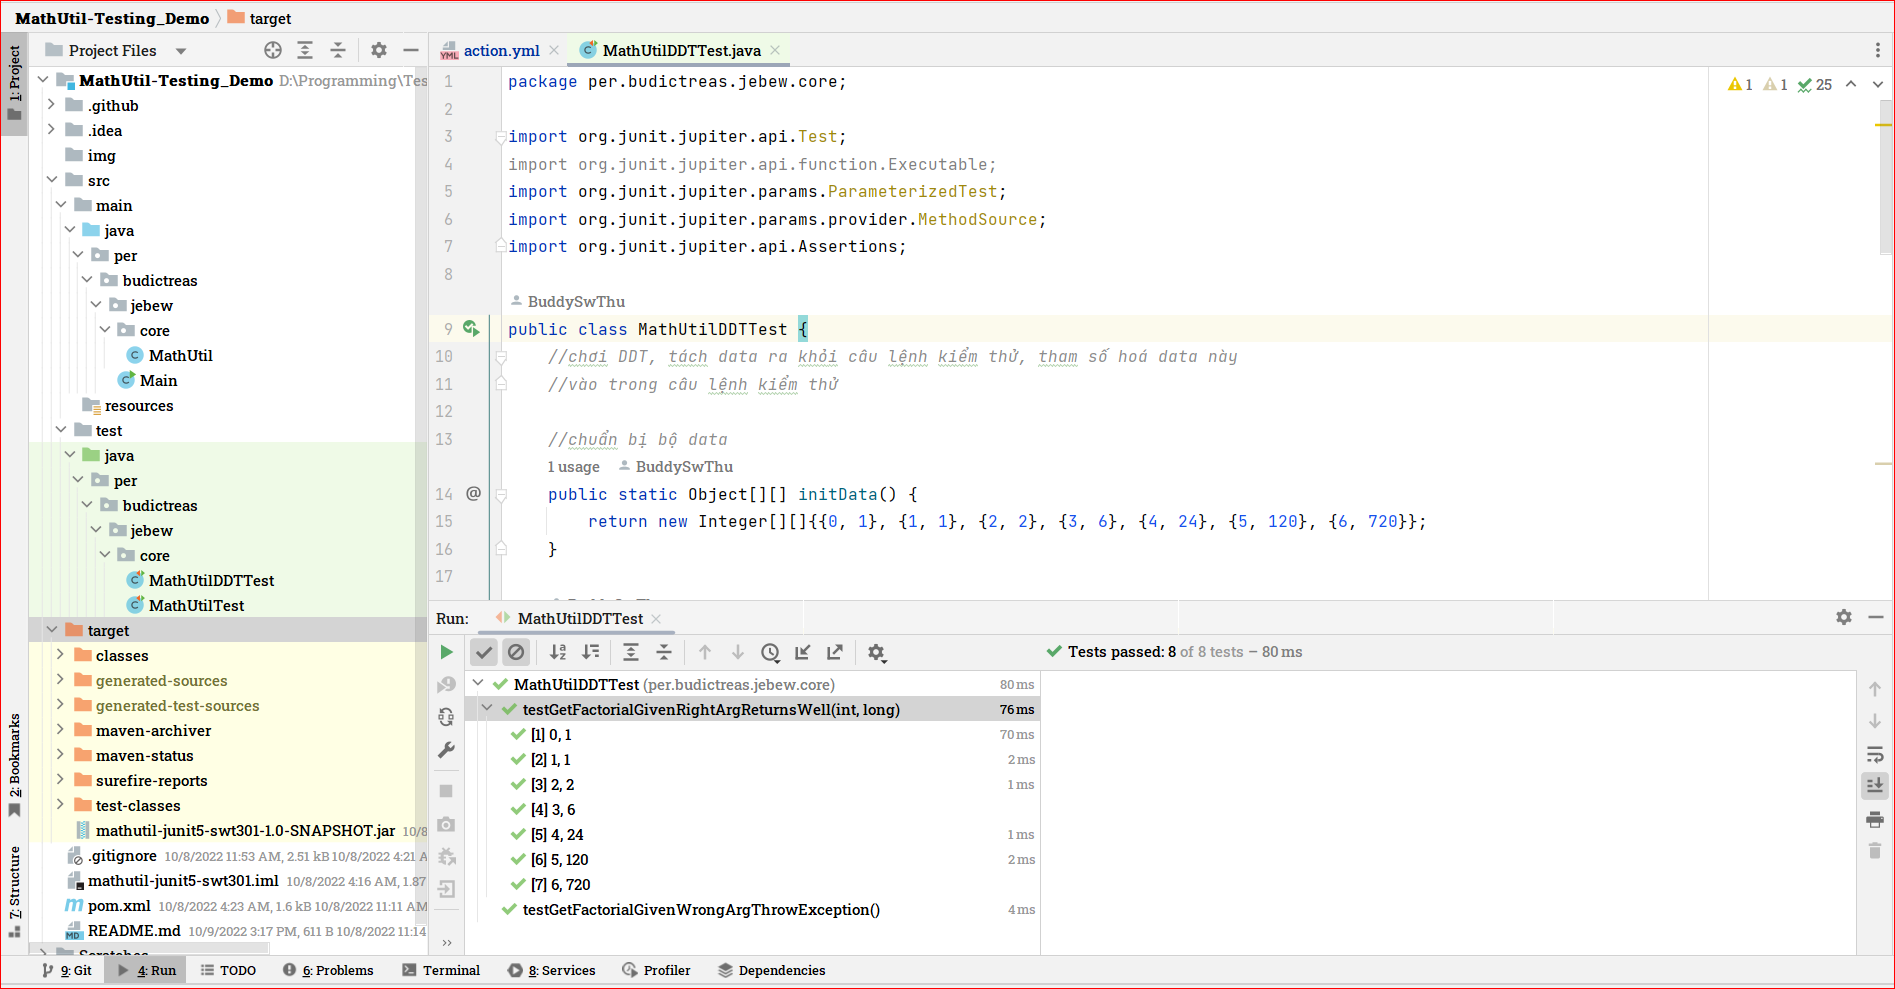 MathUtil-Testing_Demo target
1: Project
Project Files
MathUtil-Testing_Demo D:\Programming\Tes
.github
.idea
img
src
main
java
per
budictreas
jebew
core
MathUtil
Main
resources
test
java
per
budictreas
jebew
core
MathUtilDDTTest
MathUtilTest
target
classes
generated-sources
generated-test-sources
maven-archiver
maven-status
surefire-reports
test-classes
mathutil-junit5-swt301-1.0-SNAPSHOT.jar 10/8
.gitignore 10/8/2022 11:53 AM, 2.51 kB 10/8/2022 4:21 A
mathutil-junit5-swt301.iml 10/8/2022 4:16 AM, 1.87
pom.xml 10/8/2022 4:23 AM, 1.6 kB 10/8/2022 11:11 AM
README.md 10/9/2022 3:17 PM, 611 B 10/8/2022 11:14
2: Bookmarks
7: Structure
action.yml MathUtilDDTTest.java
1 1 25
1 package per.budictreas.jebew.core;
2
3 import org.junit.jupiter.api.Test;
4 import org.junit.jupiter.api.function.Executable;
5 import org.junit.jupiter.params.ParameterizedTest;
6 import org.junit.jupiter.params.provider.MethodSource;
7 import org.junit.jupiter.api.Assertions;
8
BuddySwThu
9 public class MathUtilDDTTest {
10 //chơi DDT, tách data ra khỏi câu lệnh kiểm thử, tham số hoá data này
11 //vào trong câu lệnh kiểm thử
12
13 //chuẩn bị bộ data
1 usage BuddySwThu
14 @ public static Object[][] initData() {
15 return new Integer[][]{{0, 1}, {1, 1}, {2, 2}, {3, 6}, {4, 24}, {5, 120}, {6, 720}};
16 }
17
Run: MathUtilDDTTest
Tests passed: 8 of 8 tests – 80 ms
MathUtilDDTTest (per.budictreas.jebew.core) 80 ms
testGetFactorialGivenRightArgReturnsWell(int, long) 76 ms
[1] 0, 1 70 ms
[2] 1, 1 2 ms
[3] 2, 2 1 ms
[4] 3, 6
[5] 4, 24 1 ms
[6] 5, 120 2 ms
[7] 6, 720
testGetFactorialGivenWrongArgThrowException() 4 ms
9: Git 4: Run TODO 6: Problems Terminal 8: Services Profiler Dependencies